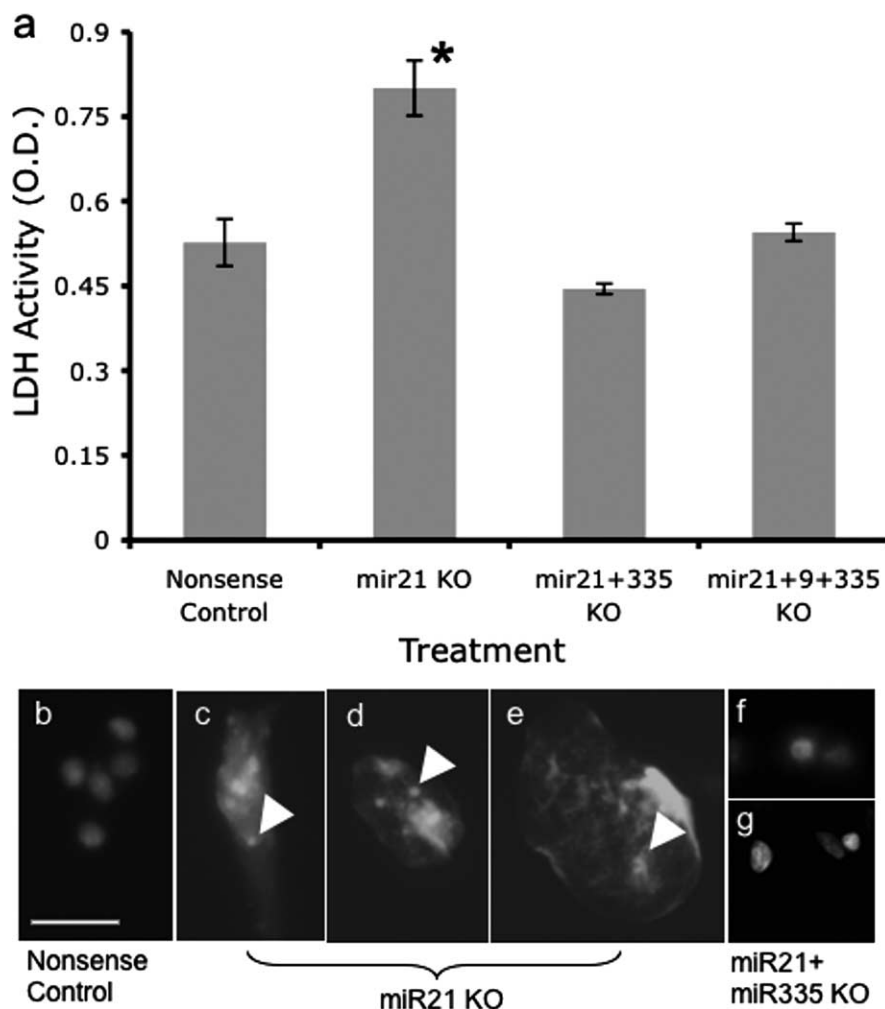 a
LDH Activity (O.D.)
0.9
0.75
0.6
0.45
0.3
0.15
0
*
Nonsense
Control
mir21 KO
mir21+335
KO
mir21+9+335
KO
Treatment
b
c
d
e
f
g
Nonsense
Control
miR21 KO
miR21+
miR335 KO